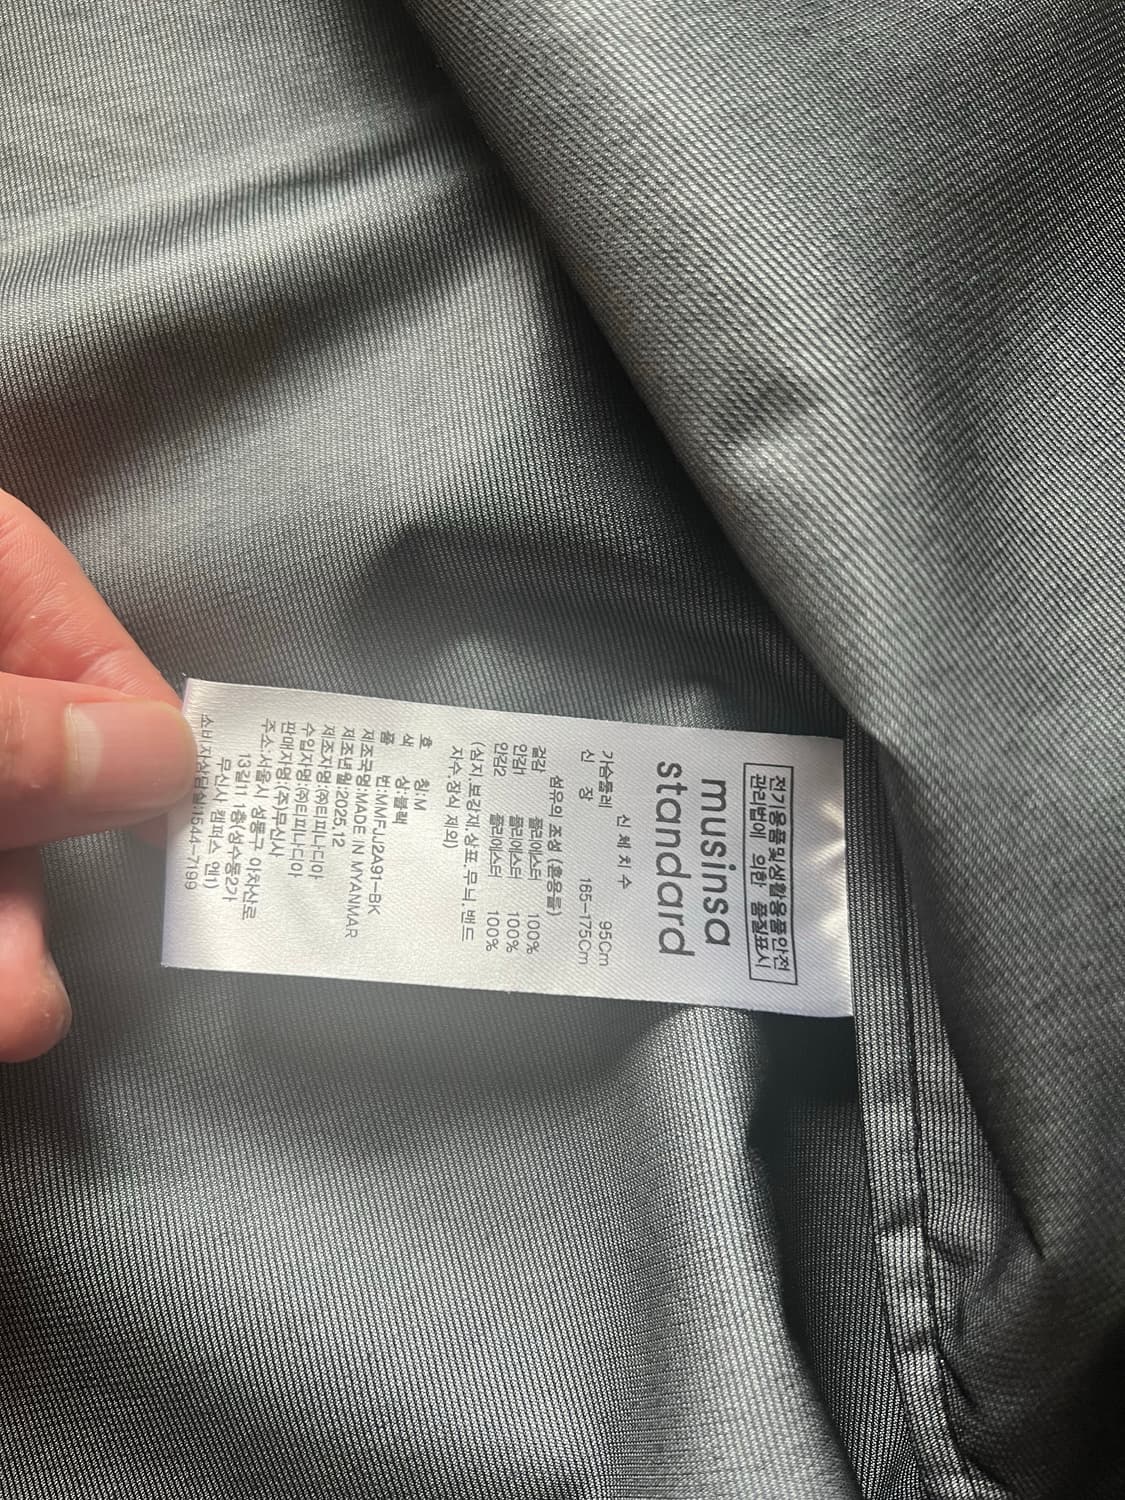 전기용품및생활용품안전
관리법에 의한 품질표시
musinsa
standard
신체치수
가슴둘레 95Cm
신 장 165-175Cm
섬유의 조성 (혼용률)
겉감 폴리에스터 100%
안감1 폴리에스터 100%
안감2 폴리에스터 100%
(심지.보강지.상표.무늬.밴드
자수.장식 제외)
호 칭:M
색 상:블랙
품 번:MMFJJ2A91-BK
제조국명:MADE IN MYANMAR
제조년월:2025.12
제조자명:㈜티피나디아
수입자명:㈜티피나디아
판매자명:(주)무신사
주소:서울시 성동구 아차산로
13길11 1층(성수동2가
무신사 캠퍼스 엔1)
소비자상담실:1544-7199